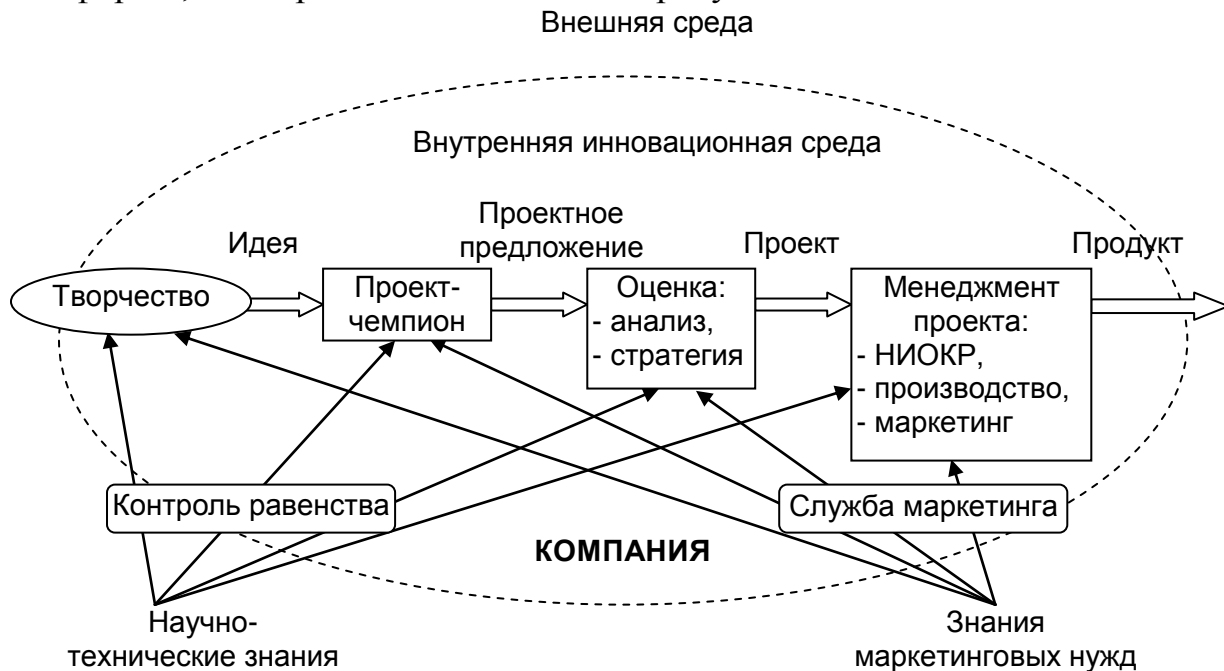 Внешняя среда
Внутренняя инновационная среда
Идея
Проектное
предложение
Проект
Продукт
Творчество
Проект-
чемпион
Оценка:
- анализ,
- стратегия
Менеджмент
проекта:
- НИОКР,
- производство,
- маркетинг
Контроль равенства
Служба маркетинга
КОМПАНИЯ
Научно-
технические знания
Знания
маркетинговых нужд